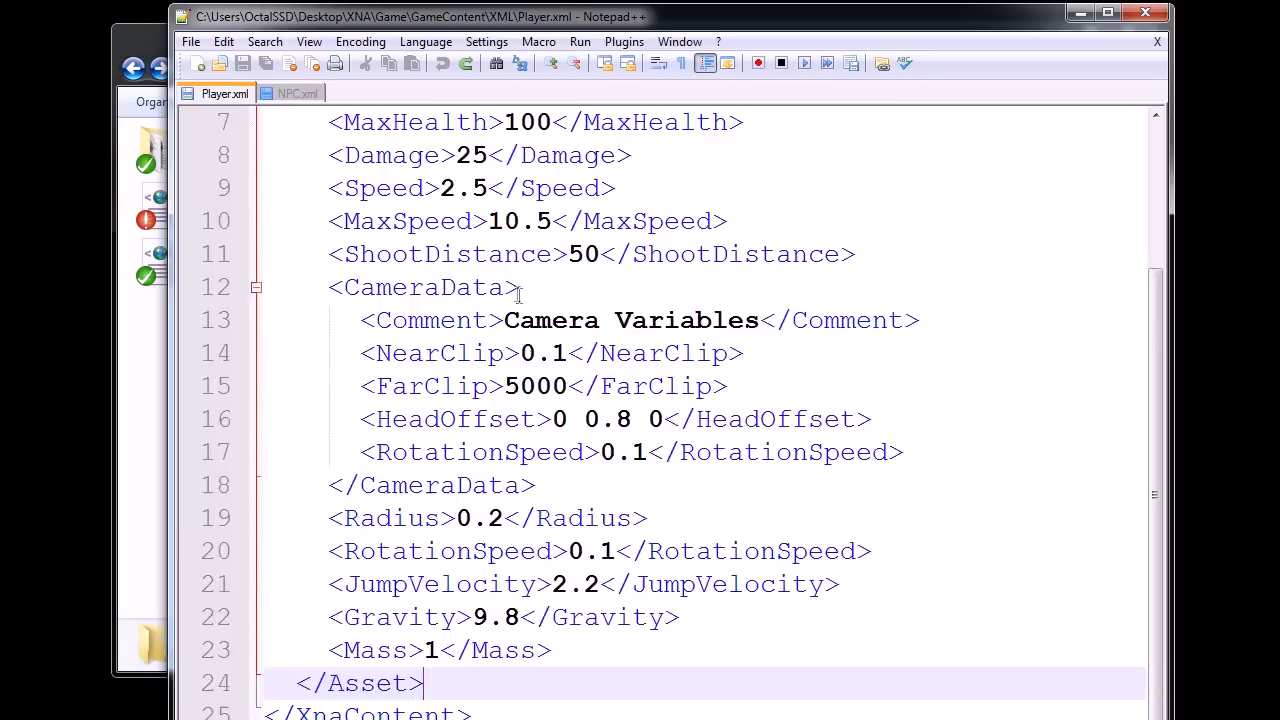 C:\Users\OctalSSD\Desktop\XNA\Game\GameContent\XML\Player.xml - Notepad++
File Edit Search View Encoding Language Settings Macro Run Plugins Window ? X
Organ
Player.xml NPC.xml
7 <MaxHealth>100</MaxHealth>
8 <Damage>25</Damage>
9 <Speed>2.5</Speed>
10 <MaxSpeed>10.5</MaxSpeed>
11 <ShootDistance>50</ShootDistance>
12 <CameraData>
13 <Comment>Camera Variables</Comment>
14 <NearClip>0.1</NearClip>
15 <FarClip>5000</FarClip>
16 <HeadOffset>0 0.8 0</HeadOffset>
17 <RotationSpeed>0.1</RotationSpeed>
18 </CameraData>
19 <Radius>0.2</Radius>
20 <RotationSpeed>0.1</RotationSpeed>
21 <JumpVelocity>2.2</JumpVelocity>
22 <Gravity>9.8</Gravity>
23 <Mass>1</Mass>
24 </Asset>
25 </XnaContent>